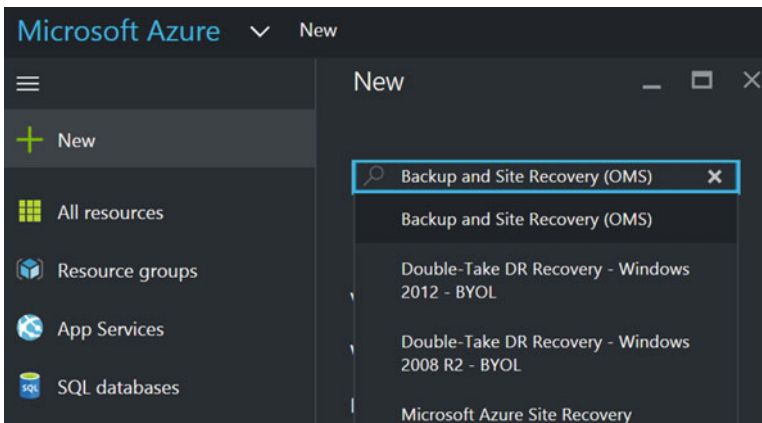 Microsoft Azure New
New
New
Backup and Site Recovery (OMS)
All resources
Backup and Site Recovery (OMS)
Resource groups
Double-Take DR Recovery - Windows
2012 - BYOL
App Services
Double-Take DR Recovery - Windows
2008 R2 - BYOL
SQL databases
SQL
Microsoft Azure Site Recovery